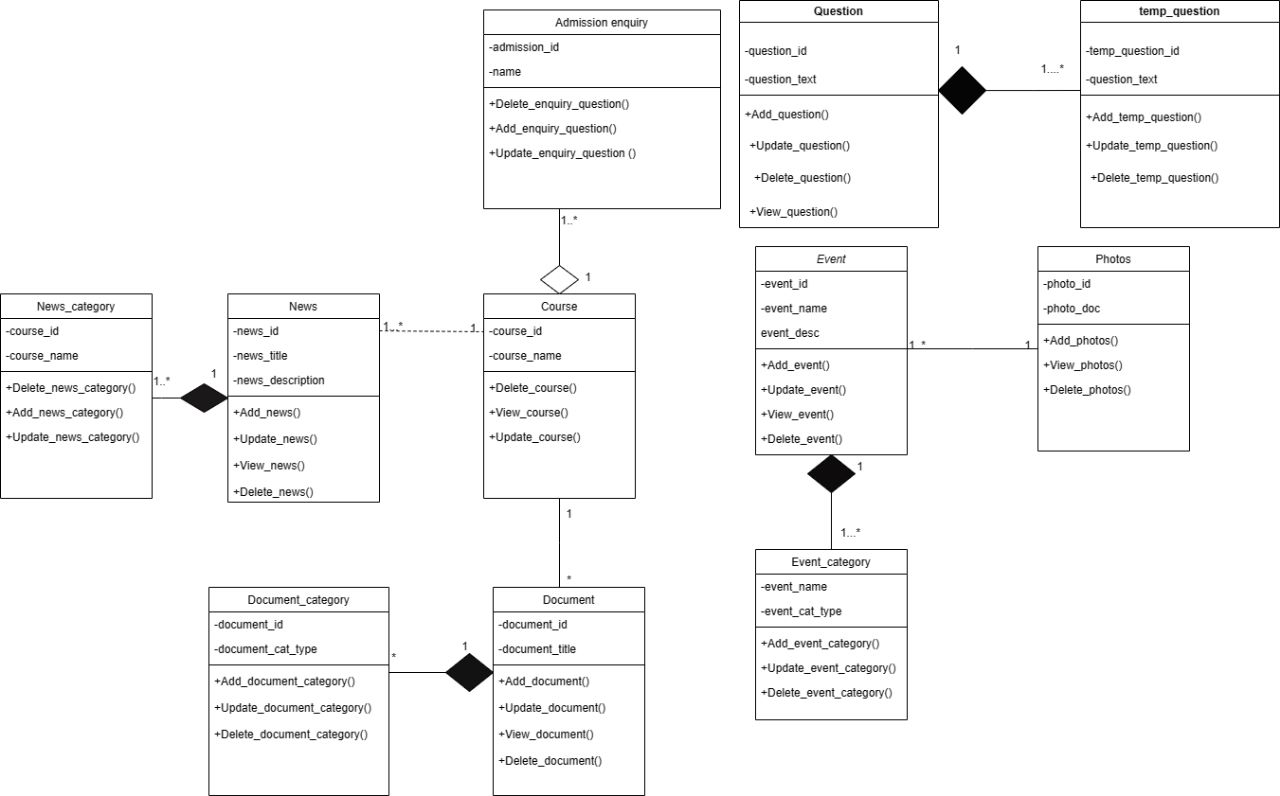 Admission enquiry
-admission_id
-name
+Delete_enquiry_question()
+Add_enquiry_question()
+Update_enquiry_question ()
Question
-question_id
-question_text
+Add_question()
+Update_question()
+Delete_question()
+View_question()
1
1....*
temp_question
-temp_question_id
-question_text
+Add_temp_question()
+Update_temp_question()
+Delete_temp_question()
1..*
1
News_category
-course_id
-course_name
+Delete_news_category()
+Add_news_category()
+Update_news_category()
1..*
1
News
-news_id
-news_title
-news_description
+Add_news()
+Update_news()
+View_news()
+Delete_news()
1...*
1
Course
-course_id
-course_name
+Delete_course()
+View_course()
+Update_course()
Event
-event_id
-event_name
event_desc
+Add_event()
+Update_event()
+View_event()
+Delete_event()
1..*
1
Photos
-photo_id
-photo_doc
+Add_photos()
+View_photos()
+Delete_photos()
1
1...*
Event_category
-event_name
-event_cat_type
+Add_event_category()
+Update_event_category()
+Delete_event_category()
1
*
Document_category
-document_id
-document_cat_type
+Add_document_category()
+Update_document_category()
+Delete_document_category()
*
1
Document
-document_id
-document_title
+Add_document()
+Update_document()
+View_document()
+Delete_document()